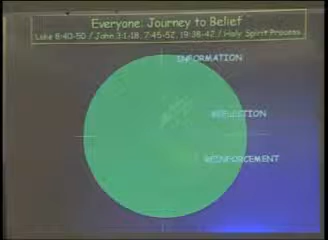 Everyone: Journey to Belief
Luke 8:40-50 / John 3:1-18, 7:45-52, 19:38-42 / Holy Spirit Process
INFORMATION
REFLECTION
REINFORCEMENT